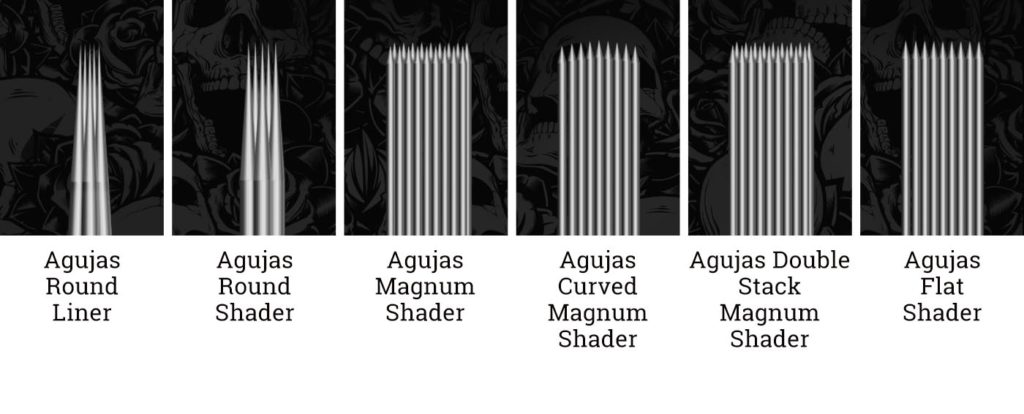 Agujas
Round
Liner
Agujas
Round
Shader
Agujas
Magnum
Shader
Agujas
Curved
Magnum
Shader
Agujas Double
Stack
Magnum
Shader
Agujas
Flat
Shader